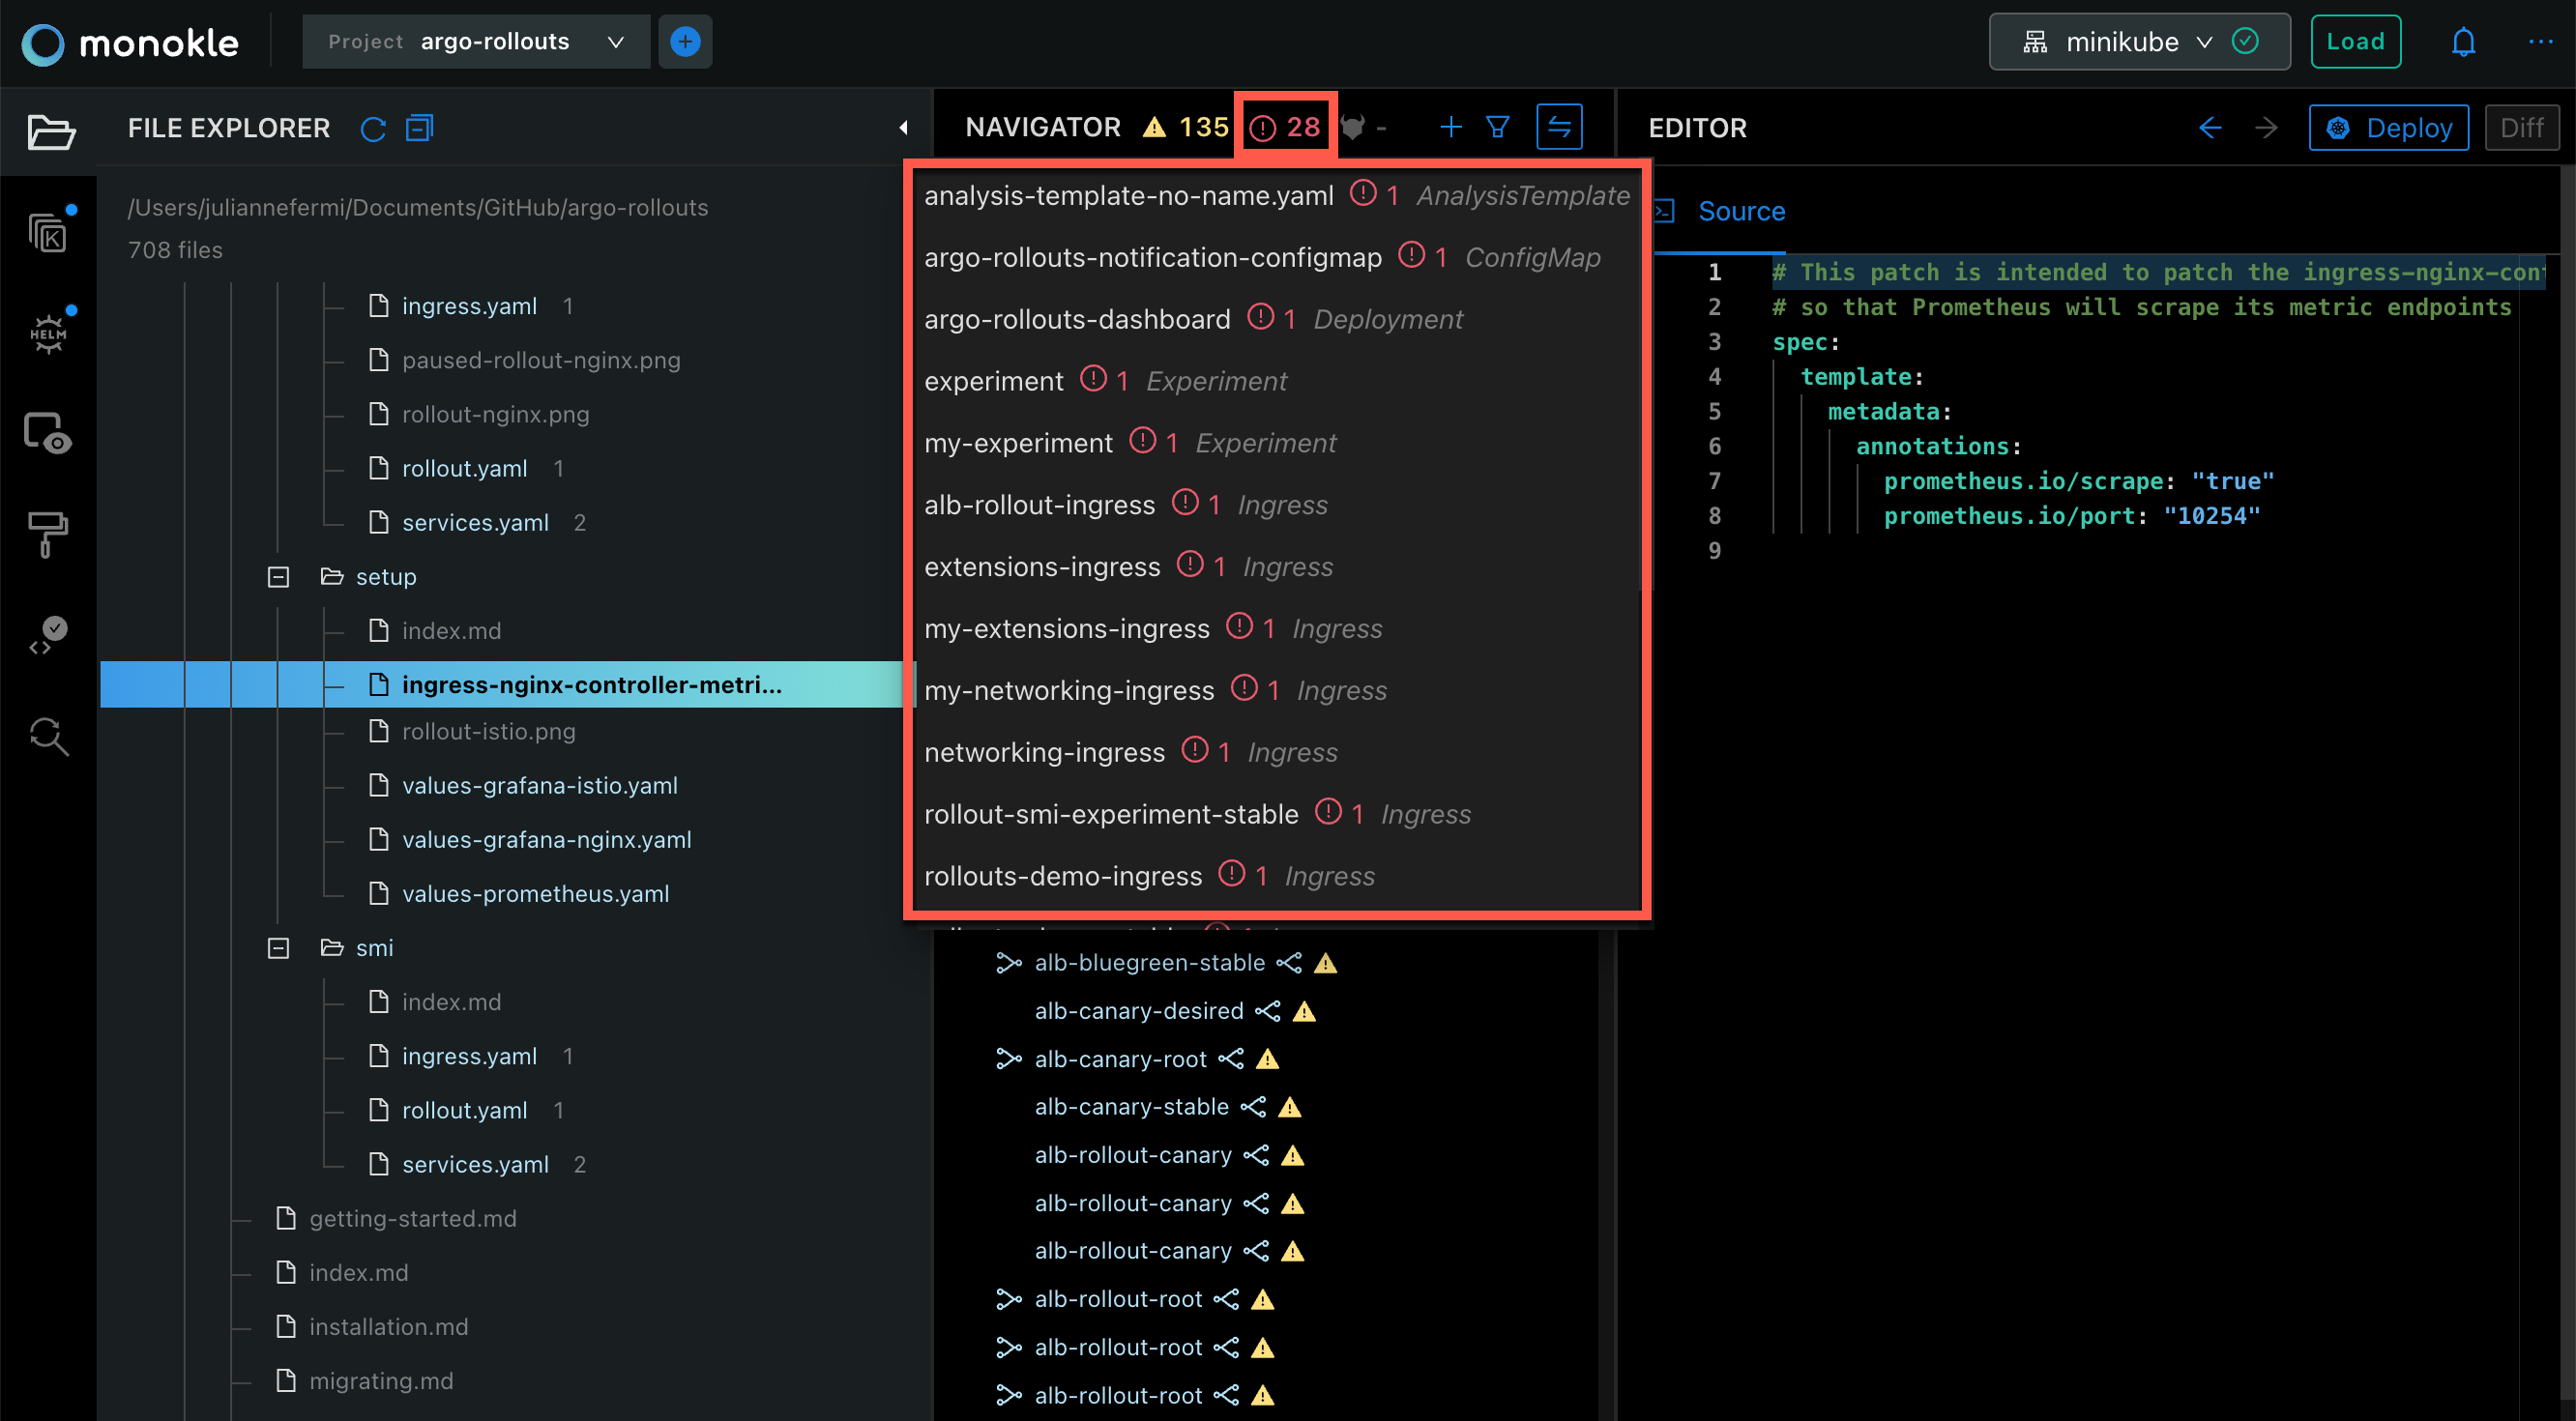 monokle
Project argo-rollouts
minikube
Load
FILE EXPLORER
/Users/juliannefermi/Documents/GitHub/argo-rollouts
708 files
ingress.yaml 1
paused-rollout-nginx.png
rollout-nginx.png
rollout.yaml 1
services.yaml 2
setup
index.md
ingress-nginx-controller-metri...
rollout-istio.png
values-grafana-istio.yaml
values-grafana-nginx.yaml
values-prometheus.yaml
smi
index.md
ingress.yaml 1
rollout.yaml 1
services.yaml 2
getting-started.md
index.md
installation.md
migrating.md
K
HELM
NAVIGATOR 135 28 -
analysis-template-no-name.yaml 1 AnalysisTemplate
argo-rollouts-notification-configmap 1 ConfigMap
argo-rollouts-dashboard 1 Deployment
experiment 1 Experiment
my-experiment 1 Experiment
alb-rollout-ingress 1 Ingress
extensions-ingress 1 Ingress
my-extensions-ingress 1 Ingress
my-networking-ingress 1 Ingress
networking-ingress 1 Ingress
rollout-smi-experiment-stable 1 Ingress
rollouts-demo-ingress 1 Ingress
alb-bluegreen-stable
alb-canary-desired
alb-canary-root
alb-canary-stable
alb-rollout-canary
alb-rollout-canary
alb-rollout-canary
alb-rollout-root
alb-rollout-root
alb-rollout-root
EDITOR
Deploy
Diff
Source
1 # This patch is intended to patch the ingress-nginx-con
2 # so that Prometheus will scrape its metric endpoints
3 spec:
4 template:
5 metadata:
6 annotations:
7 prometheus.io/scrape: "true"
8 prometheus.io/port: "10254"
9